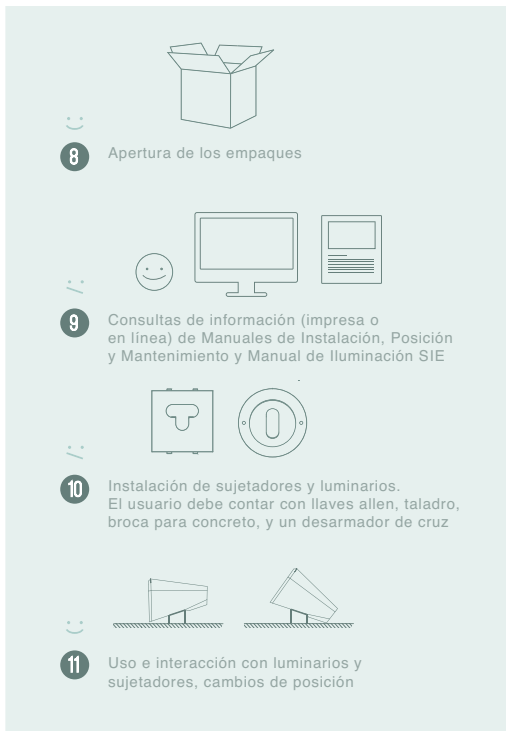 8 Apertura de los empaques
9 Consultas de información (impresa o
en línea) de Manuales de Instalación, Posición
y Mantenimiento y Manual de Iluminación SIE
10 Instalación de sujetadores y luminarios.
El usuario debe contar con llaves allen, taladro,
broca para concreto, y un desarmador de cruz
11 Uso e interacción con luminarios y
sujetadores, cambios de posición